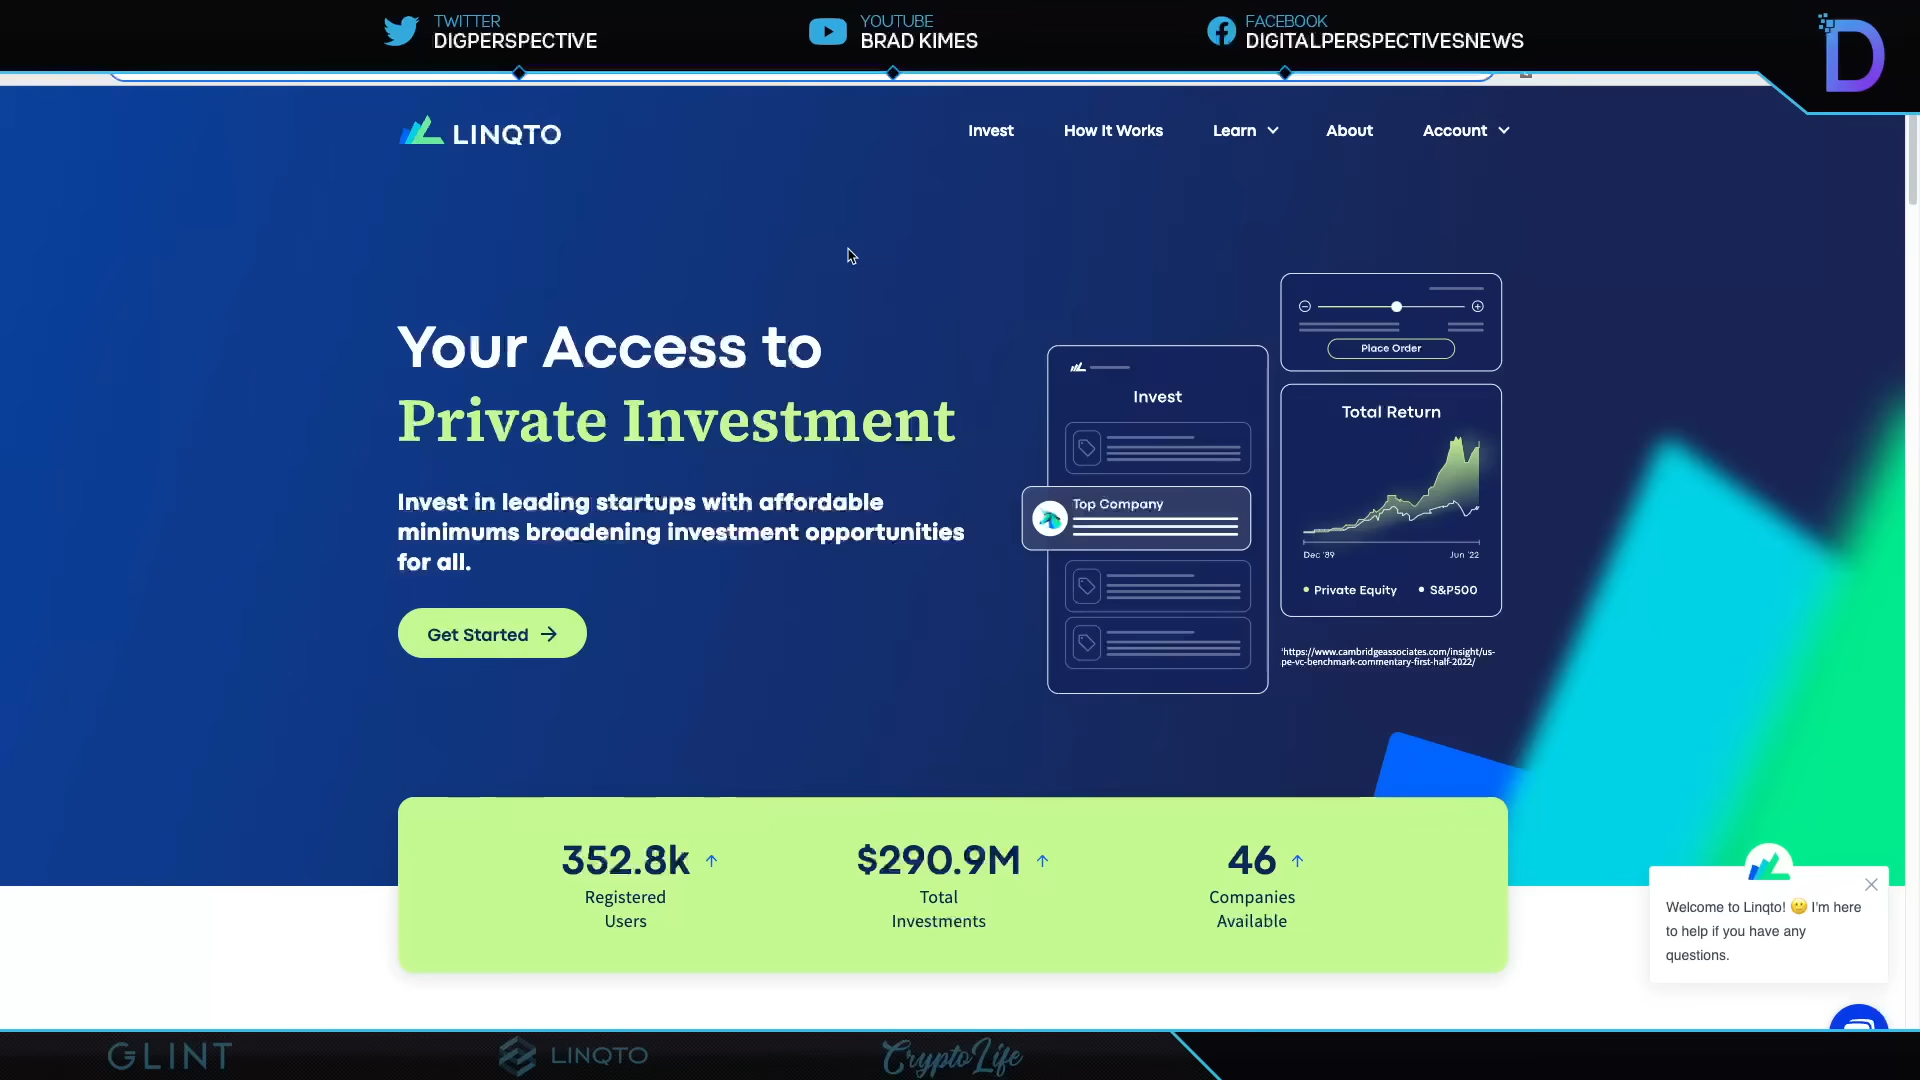 TWITTER
DIGPERSPECTIVE
YOUTUBE
BRAD KIMES
FACEBOOK
DIGITALPERSPECTIVESNEWS
D
LINQTO
Invest
How It Works
Learn
About
Account
Your Access to
Private Investment
Invest in leading startups with affordable
minimums broadening investment opportunities
for all.
Get Started
Place Order
Invest
Top Company
Total Return
Dec '89
Jun '22
Private Equity
S&P500
'https://www.cambridgeassociates.com/insight/us-
pe-vc-benchmark-commentary-first-half-2022/
352.8k
Registered
Users
$290.9M
Total
Investments
46
Companies
Available
Welcome to Linqto! 🙂 I'm here
to help if you have any
questions.
GLINT
LINQTO
CryptoLife